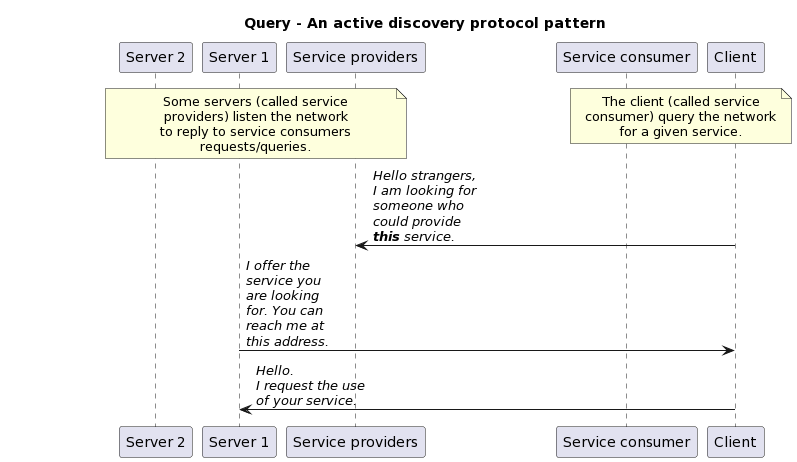 Query - An active discovery protocol pattern
Server 2 Server 1 Service providers Service consumer Client
Some servers (called service
providers) listen the network
to reply to service consumers
requests/queries.
The client (called service
consumer) query the network
for a given service.
Hello strangers,
I am looking for
someone who
could provide
this service.
I offer the
service you
are looking
for. You can
reach me at
this address.
Hello.
I request the use
of your service.
Server 2 Server 1 Service providers Service consumer Client